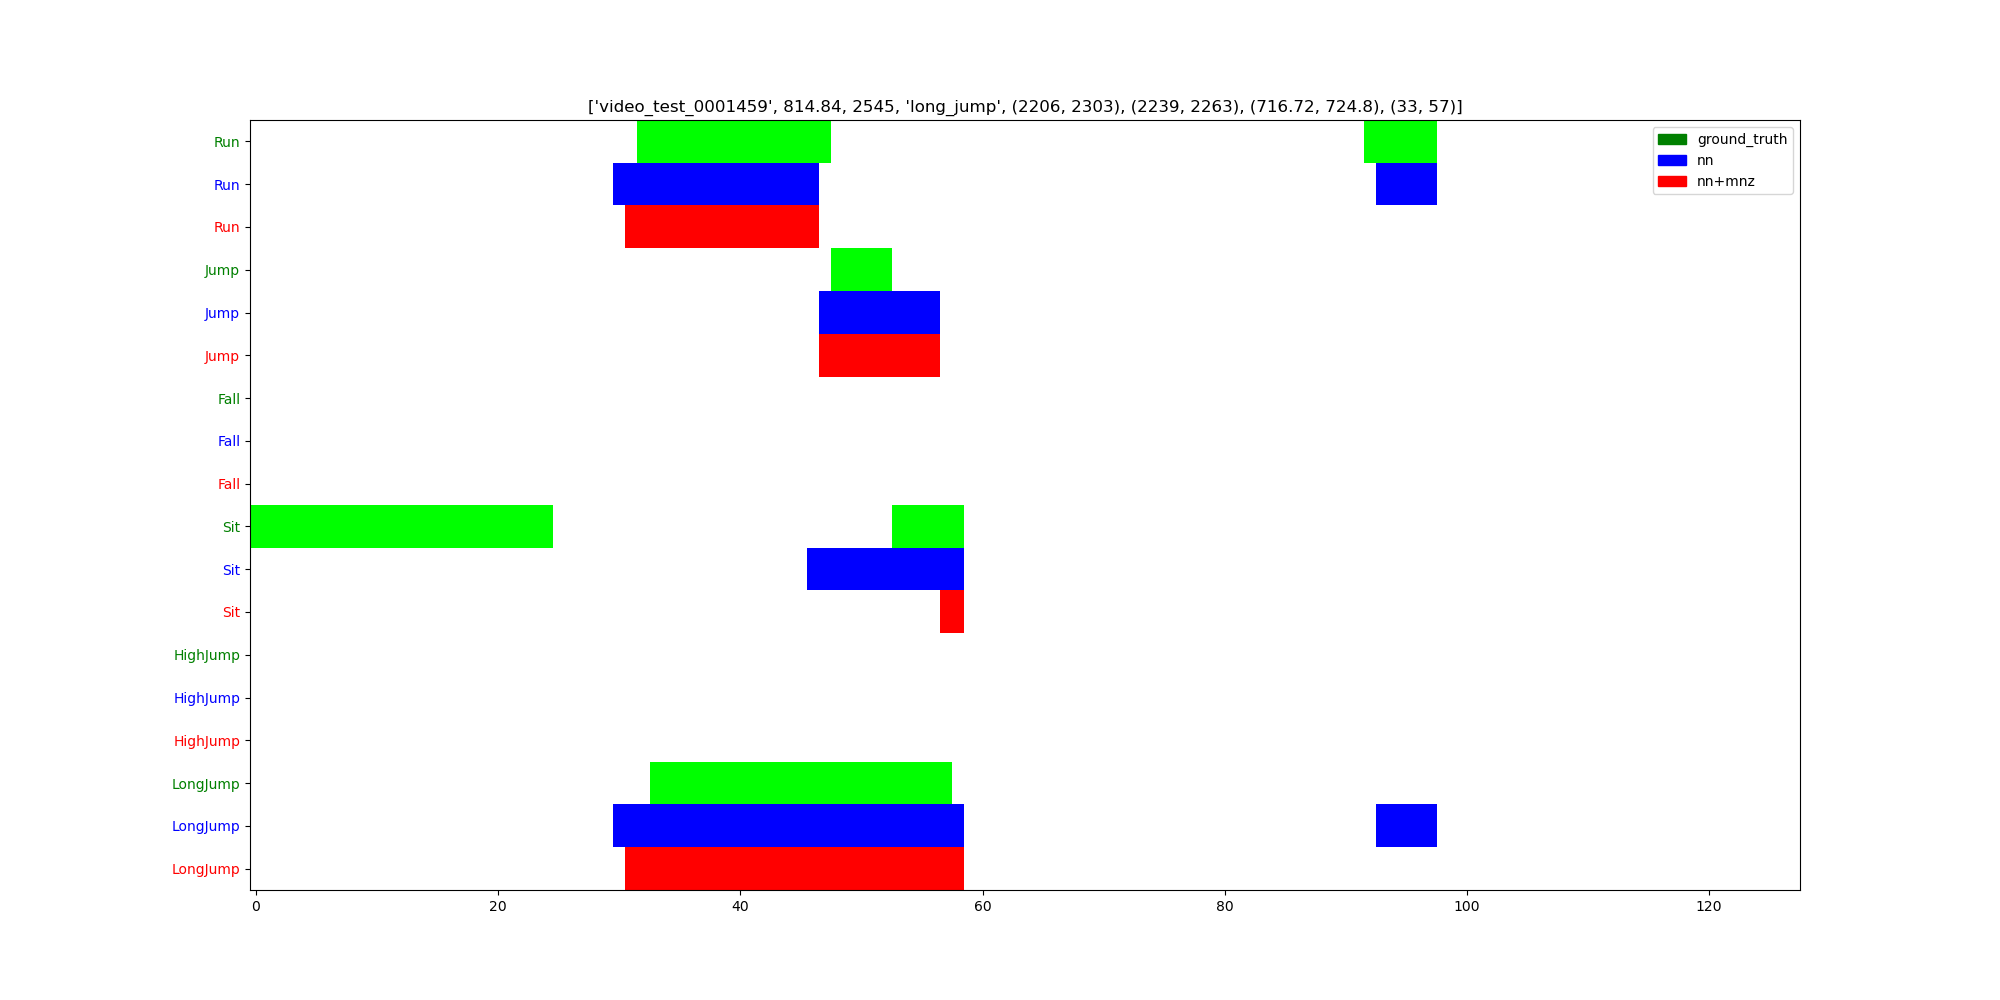 ['video_test_0001459', 814.84, 2545, 'long_jump', (2206, 2303), (2239, 2263), (716.72, 724.8), (33, 57)]
ground_truth
nn
nn+mnz
Run
Run
Run
Jump
Jump
Jump
Fall
Fall
Fall
Sit
Sit
Sit
HighJump
HighJump
HighJump
LongJump
LongJump
LongJump
0 20 40 60 80 100 120